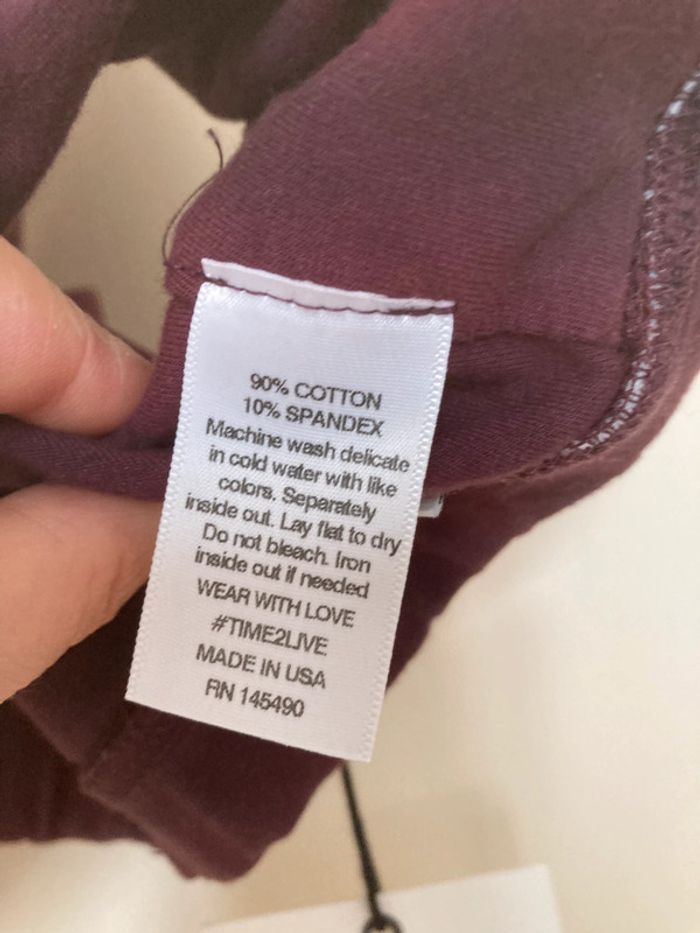 90% COTTON
10% SPANDEX
Machine wash delicate
in cold water with like
colors. Separately
inside out. Lay flat to dry
Do not bleach. Iron
inside out if needed
WEAR WITH LOVE
#TIME2LIVE
MADE IN USA
RN 145490